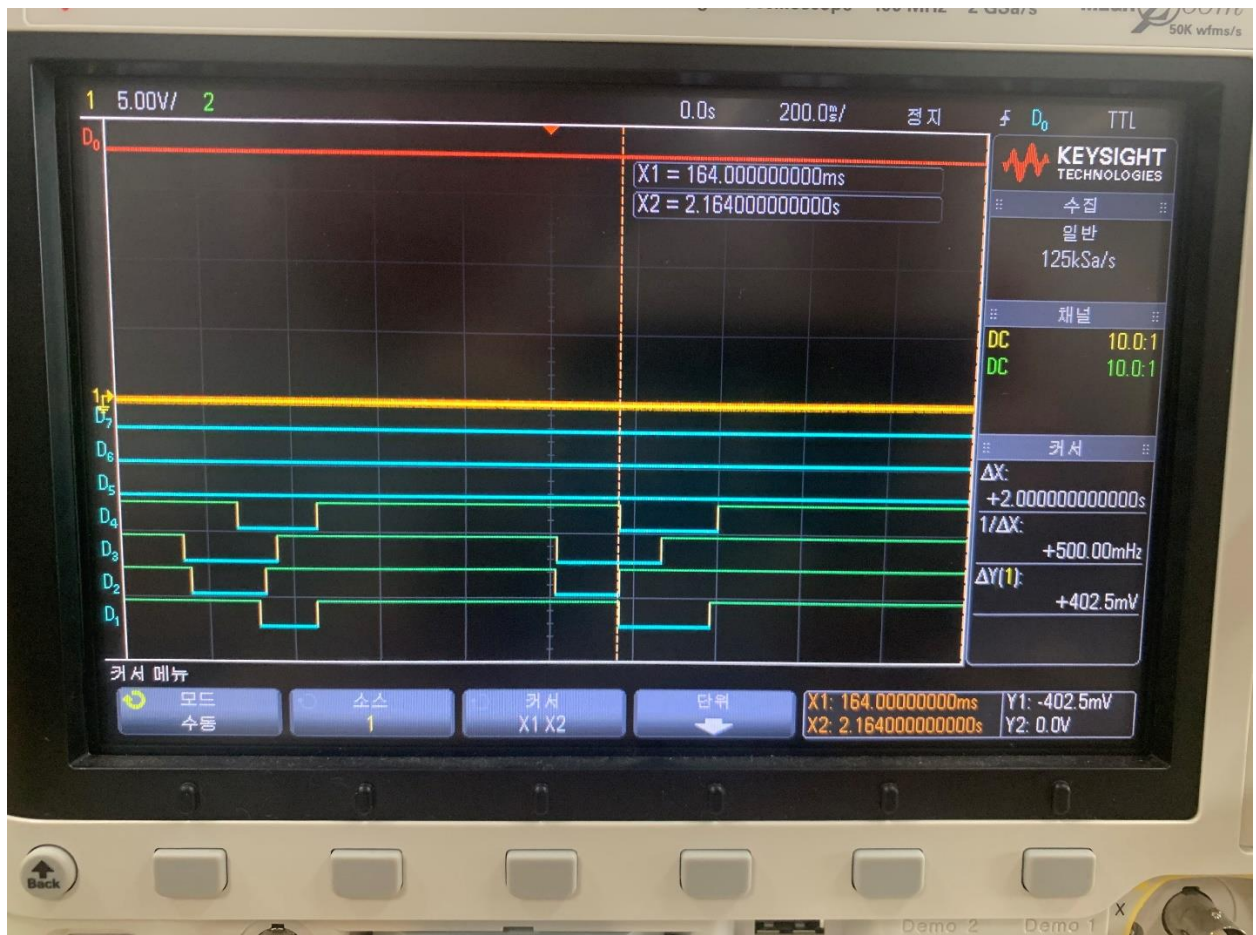 50K wfms/s
1 5.00V/ 2 0.0s 200.0ms/ 정지 D0 TTL
D0
KEYSIGHT
TECHNOLOGIES
X1 = 164.000000000ms
X2 = 2.164000000000s
수집
일반
125kSa/s
채널
DC 10.0:1
DC 10.0:1
1
D7
D6
D5
D4
D3
D2
D1
커서
ΔX:
+2.000000000000s
1/ΔX:
+500.00mHz
ΔY(1):
+402.5mV
커서 메뉴
모드
수동
소스
1
커서
X1 X2
단위
X1: 164.00000000ms
X2: 2.164000000000s
Y1: -402.5mV
Y2: 0.0V
Back
Demo 2
Demo 1
X